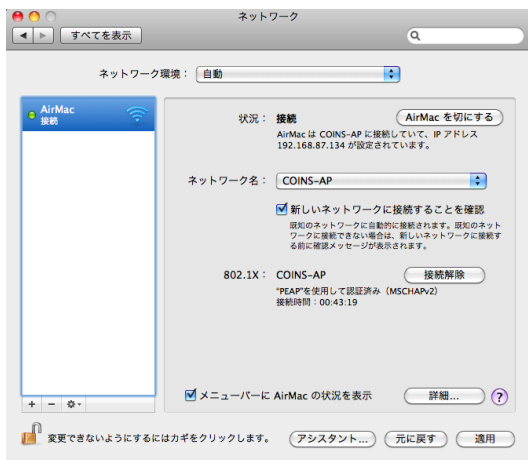 ネットワーク
すべてを表示
ネットワーク環境： 自動
AirMac
接続
状況： 接続 AirMac を切にする
AirMac は COINS-AP に接続していて、IP アドレス
192.168.87.134 が設定されています。
ネットワーク名： COINS-AP
新しいネットワークに接続することを確認
既知のネットワークに自動的に接続されます。既知のネット
ワークに接続できない場合は、新しいネットワークに接続す
る前に確認メッセージが表示されます。
802.1X： COINS-AP 接続解除
"PEAP"を使用して認証済み（MSCHAPv2）
接続時間：00:43:19
メニューバーに AirMac の状況を表示 詳細... ?
変更できないようにするにはカギをクリックします。 アシスタント... 元に戻す 適用